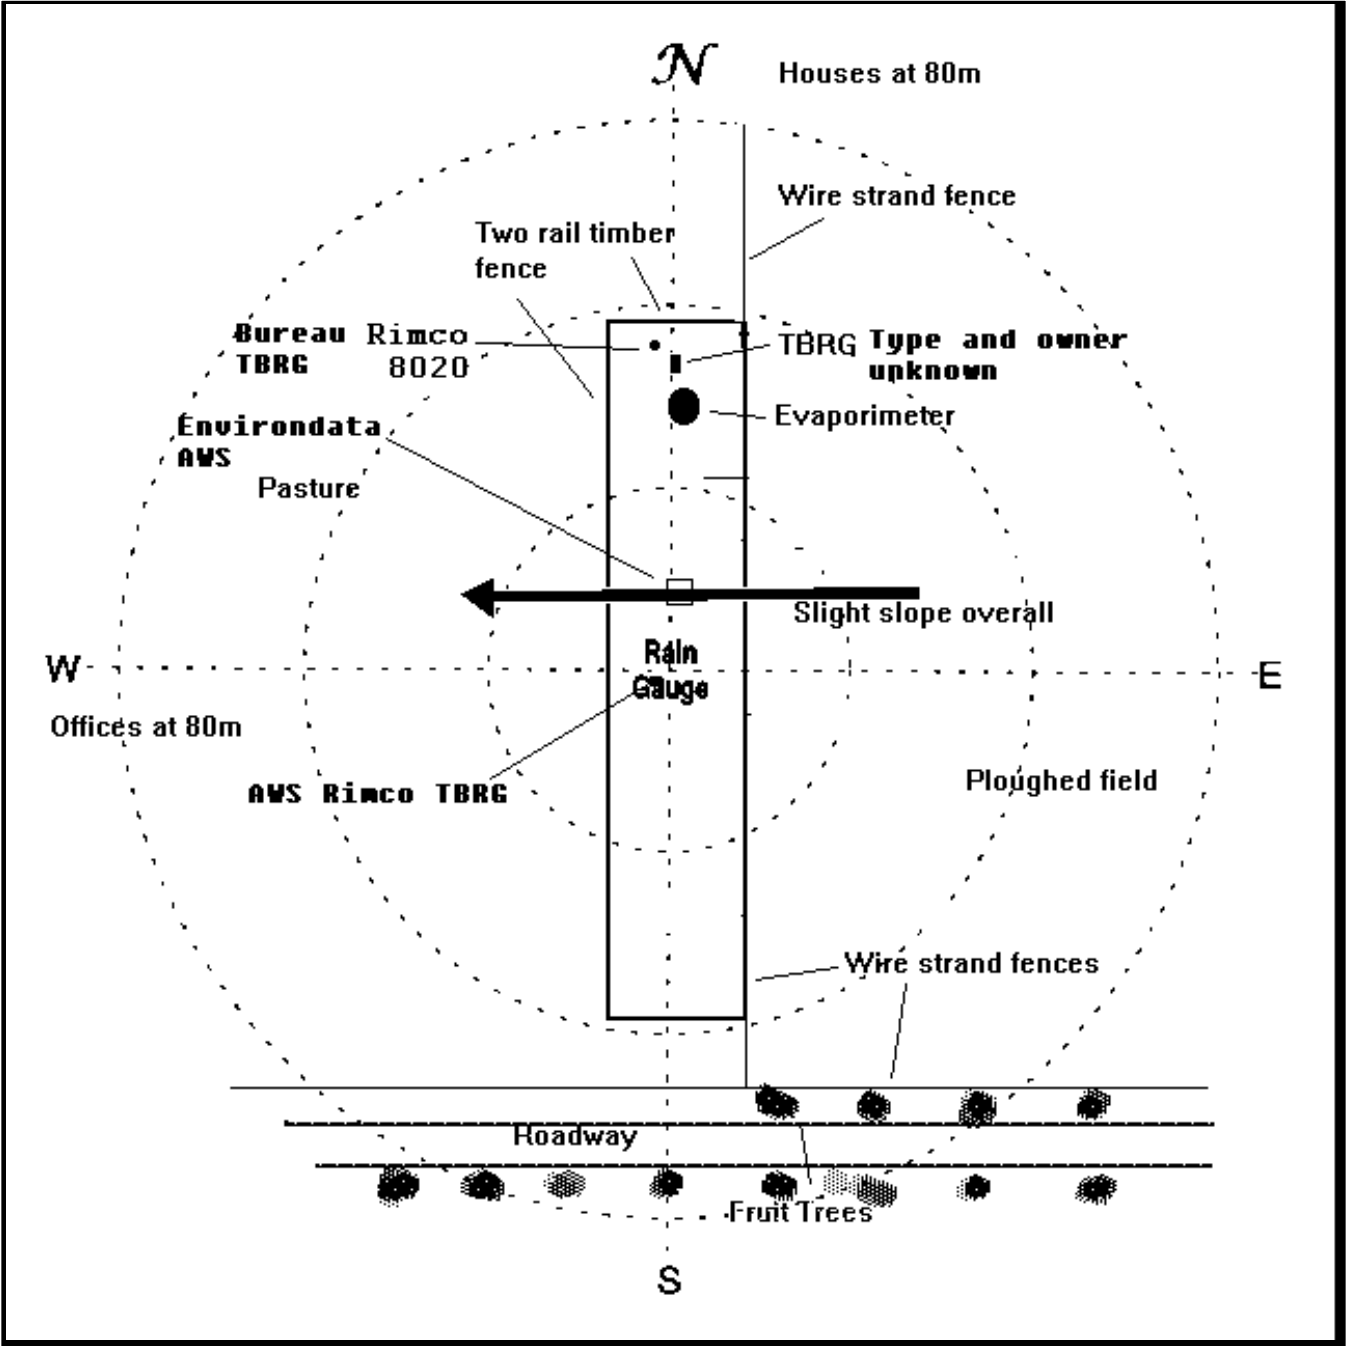 N
Houses at 80m
Wire strand fence
Two rail timber
fence
Bureau Rimco
TBRG 8020
TBRG Type and owner
unknown
Evaporimeter
Environdata
AWS
Pasture
Slight slope overall
Rain
Gauge
W
E
Offices at 80m
Ploughed field
AWS Rimco TBRG
Wire strand fences
Roadway
Fruit Trees
S